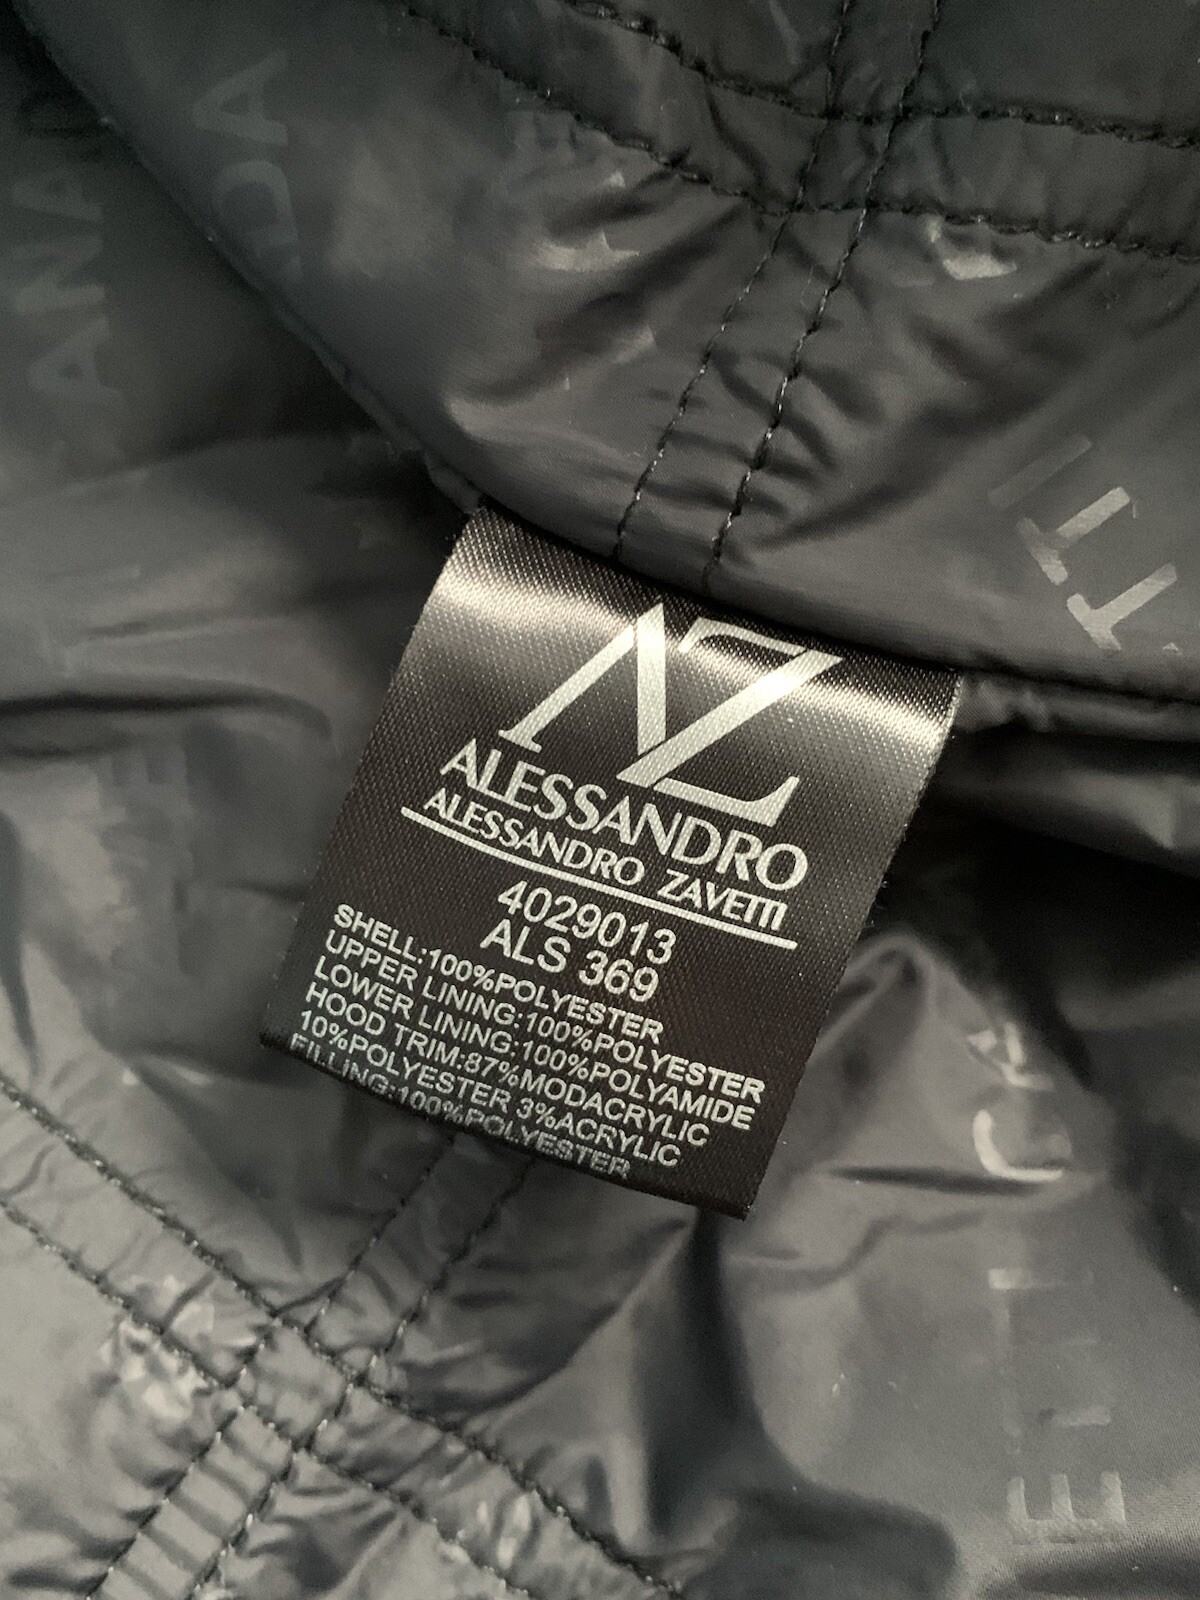 AZ
ALESSANDRO
ALESSANDRO ZAVETTI
4029013
ALS 369
SHELL:100%POLYESTER
UPPER LINING:100%POLYESTER
LOWER LINING:100%POLYAMIDE
HOOD TRIM:87%MODACRYLIC
10%POLYESTER 3%ACRYLIC
FILLING:100%POLYESTER